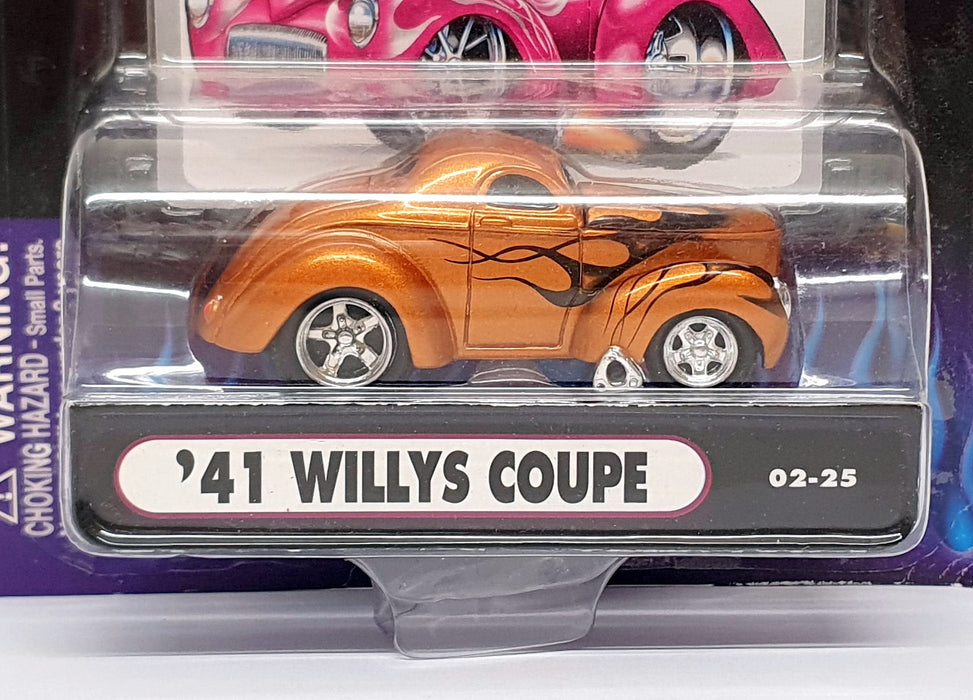 WARNING:
CHOKING HAZARD - Small Parts.
'41 WILLYS COUPE
02-25